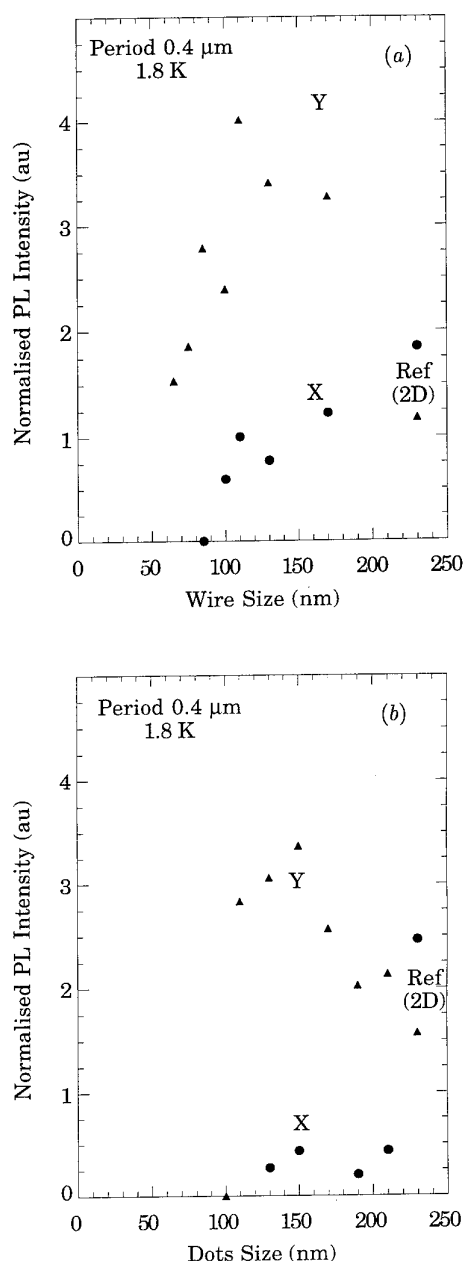 Period 0.4 μm
1.8 K
(a)
Y
X
Ref
(2D)
Normalised PL Intensity (au)
4
3
2
1
0
0 50 100 150 200 250
Wire Size (nm)
Period 0.4 μm
1.8 K
(b)
Y
X
Ref
(2D)
Normalised PL Intensity (au)
4
3
2
1
0
0 50 100 150 200 250
Dots Size (nm)